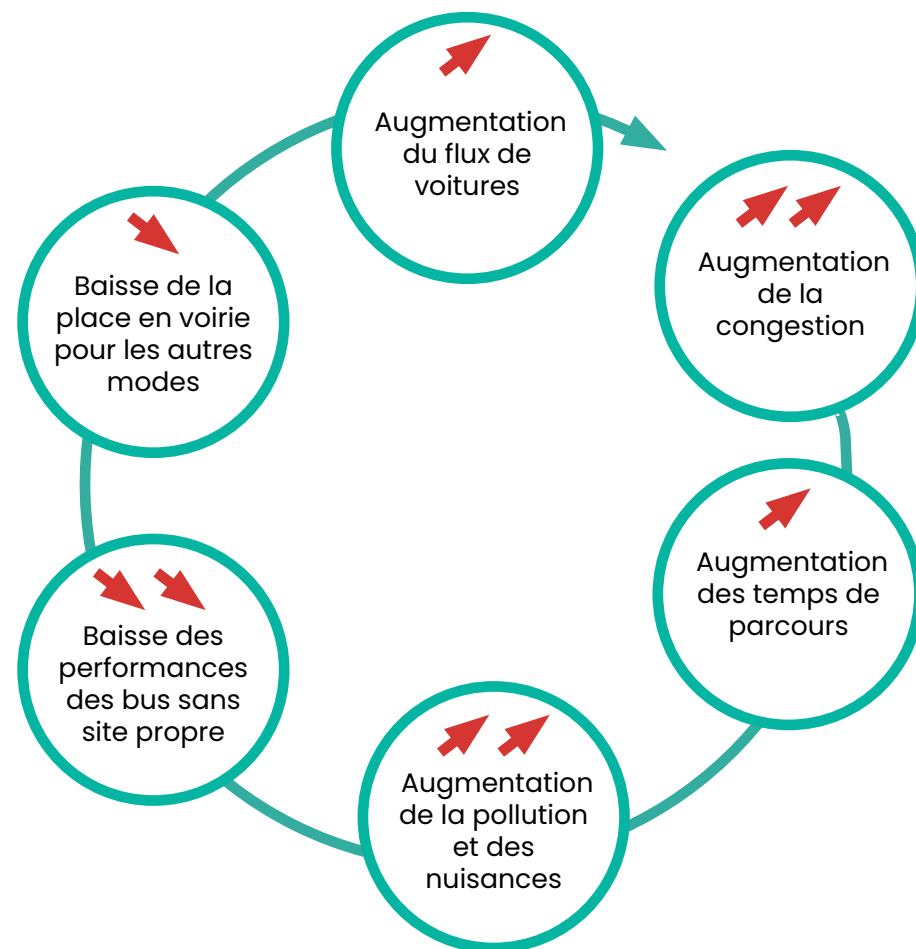 Augmentation
du flux de
voitures
Augmentation
de la
congestion
Augmentation
des temps de
parcours
Augmentation
de la pollution
et des
nuisances
Baisse des
performances
des bus sans
site propre
Baisse de la
place en voirie
pour les autres
modes